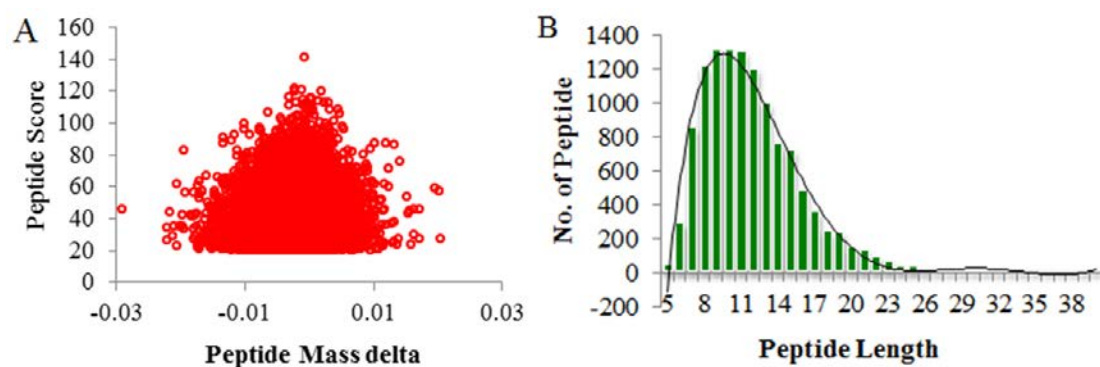 A
160
140
120
100
80
60
40
20
0
Peptide Score
-0.03 -0.01 0.01 0.03
Peptide Mass delta
B
1400
1200
1000
800
600
400
200
0
-200
No. of Peptide
5 8 11 14 17 20 23 26 29 32 35 38
Peptide Length